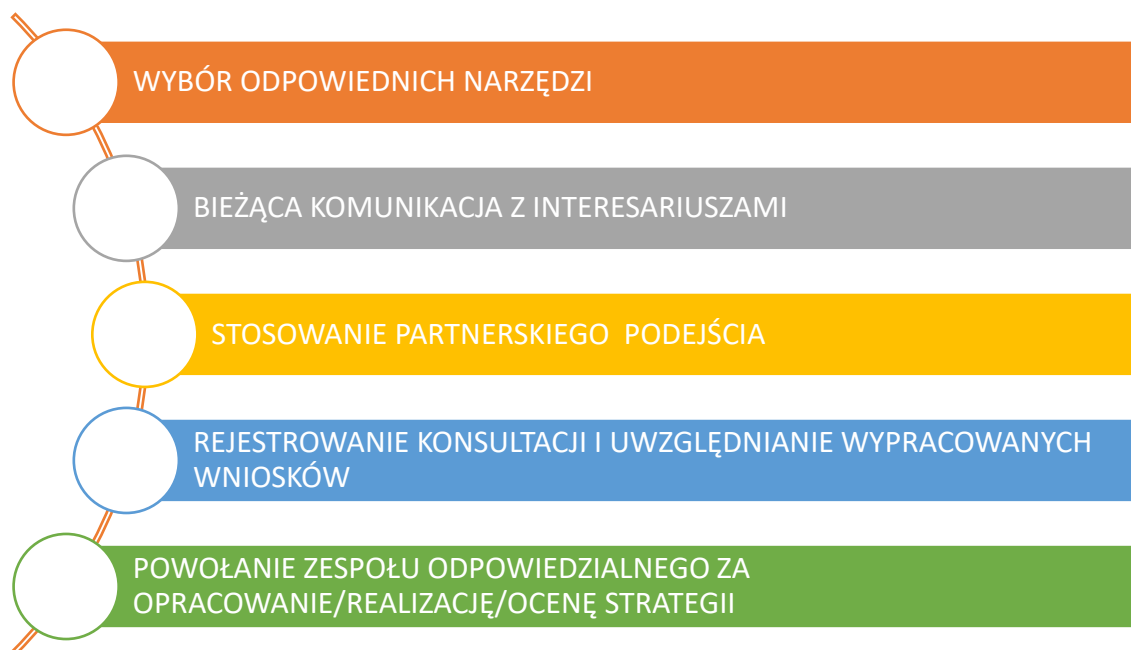 WYBÓR ODPOWIEDNICH NARZĘDZI
BIEŻĄCA KOMUNIKACJA Z INTERESARIUSZAMI
STOSOWANIE PARTNERSKIEGO  PODEJŚCIA
REJESTROWANIE KONSULTACJI I UWZGLĘDNIANIE WYPRACOWANYCH
WNIOSKÓW
POWOŁANIE ZESPOŁU ODPOWIEDZIALNEGO ZA
OPRACOWANIE/REALIZACJĘ/OCENĘ STRATEGII